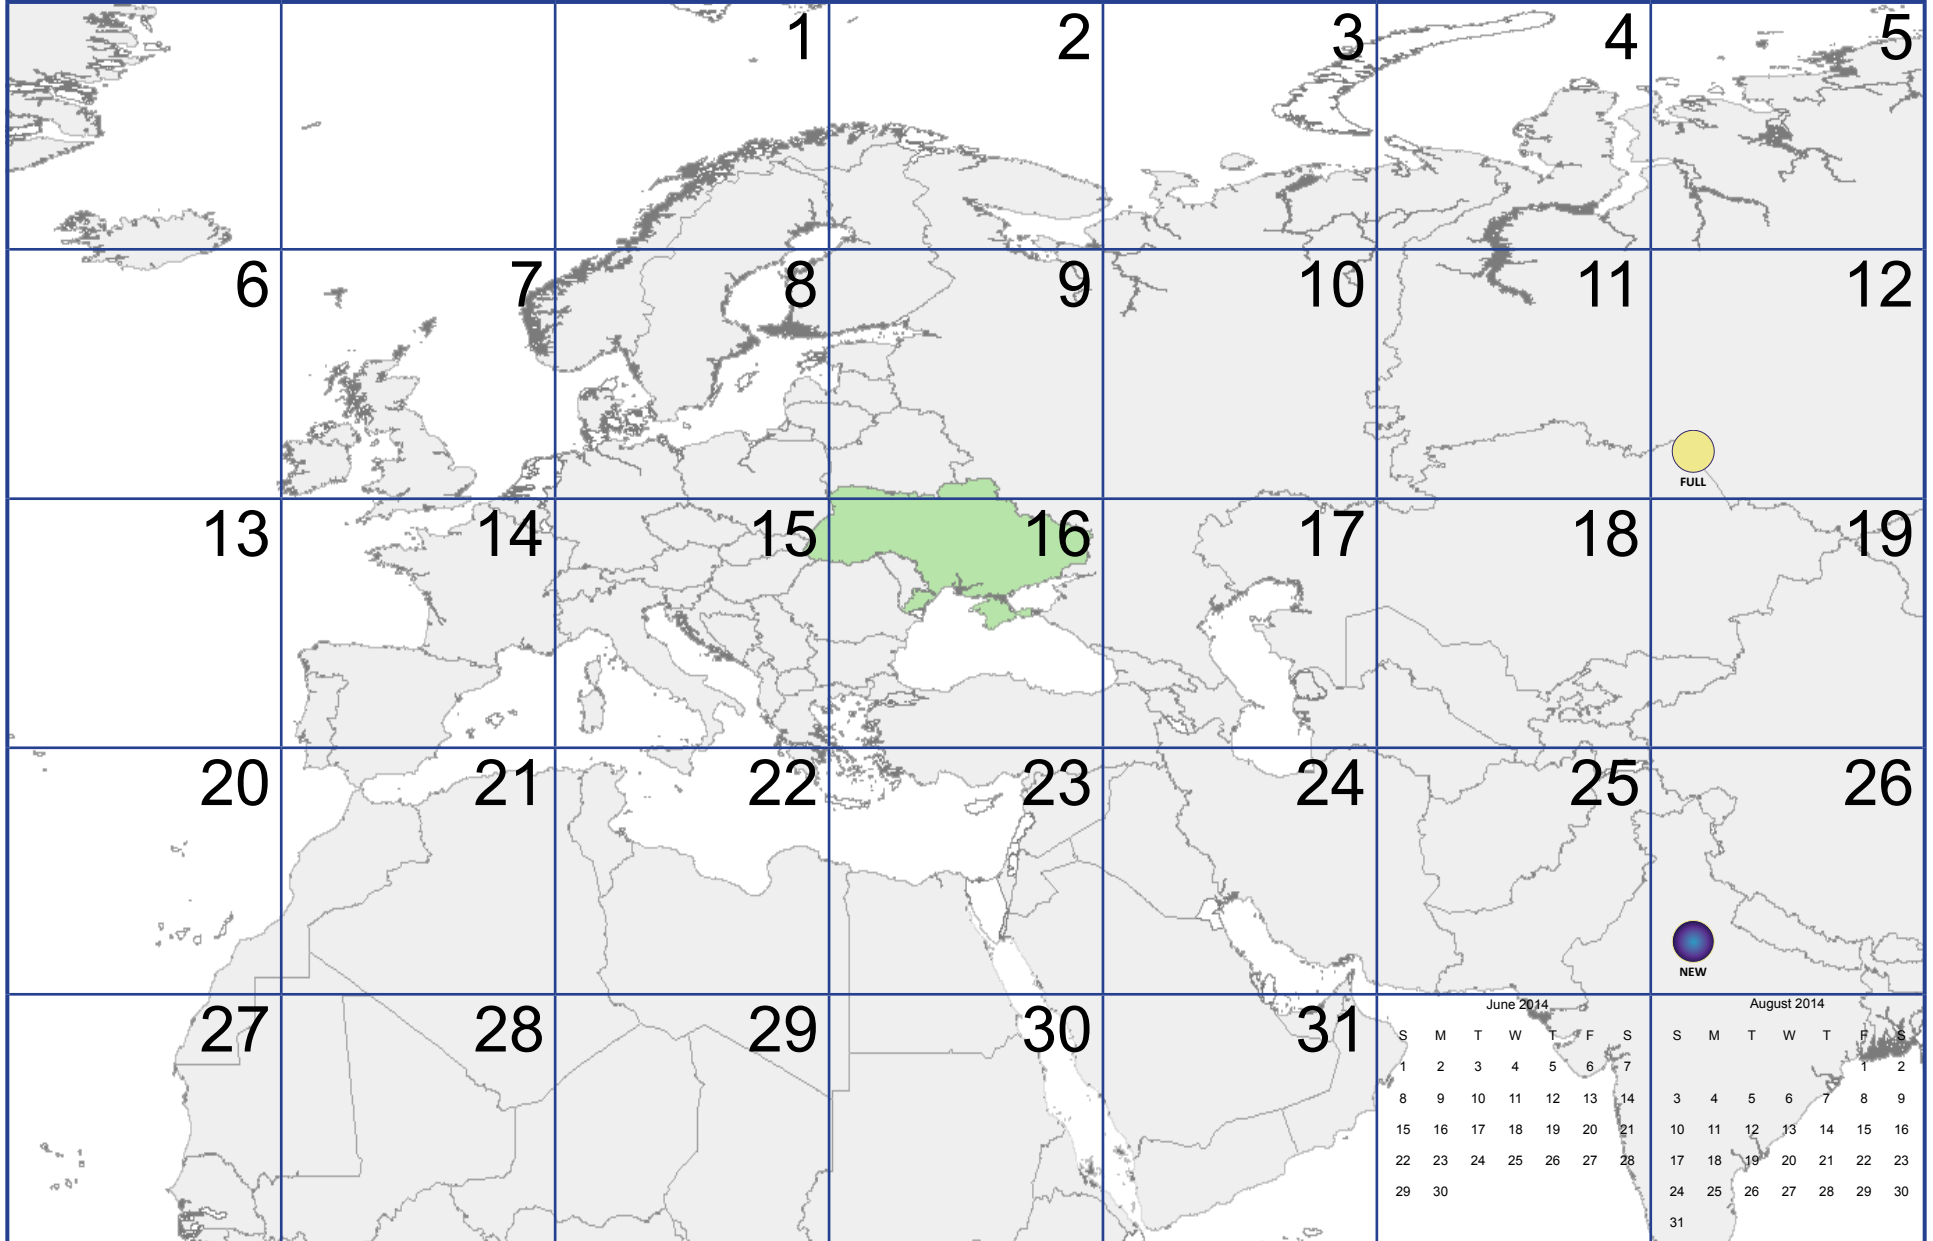 1 2 3 4 5
6 7 8 9 10 11 12
FULL
13 14 15 16 17 18 19
20 21 22 23 24 25 26
NEW
27 28 29 30 31
June 2014
S M T W T F S
1 2 3 4 5 6 7
8 9 10 11 12 13 14
15 16 17 18 19 20 21
22 23 24 25 26 27 28
29 30
August 2014
S M T W T F S
1 2
3 4 5 6 7 8 9
10 11 12 13 14 15 16
17 18 19 20 21 22 23
24 25 26 27 28 29 30
31